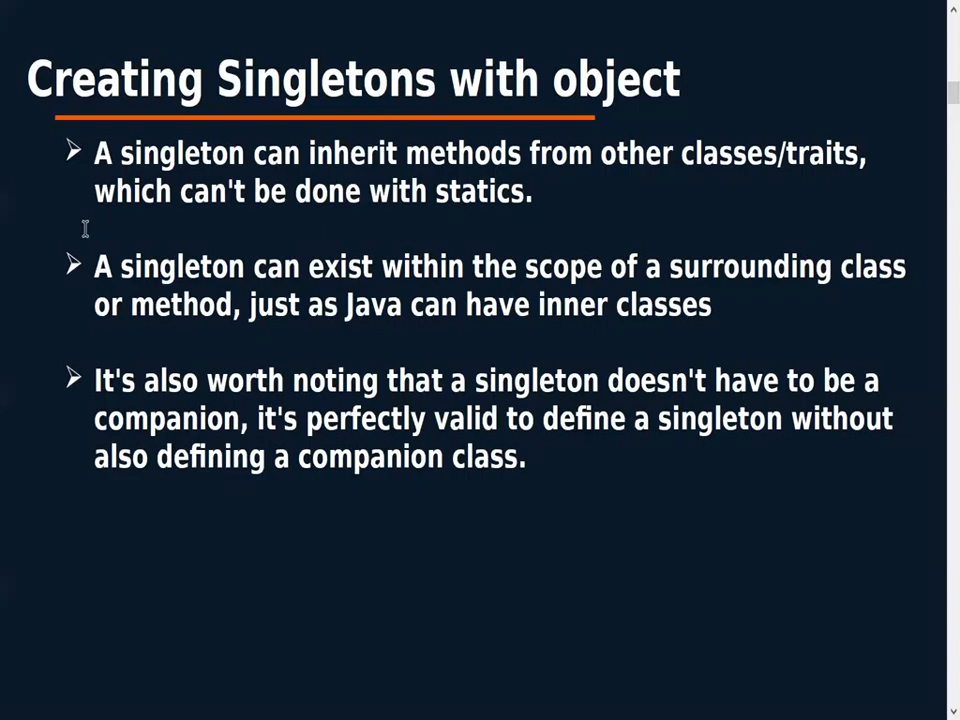 Creating Singletons with object
A singleton can inherit methods from other classes/traits,
which can't be done with statics.
A singleton can exist within the scope of a surrounding class
or method, just as Java can have inner classes
It's also worth noting that a singleton doesn't have to be a
companion, it's perfectly valid to define a singleton without
also defining a companion class.